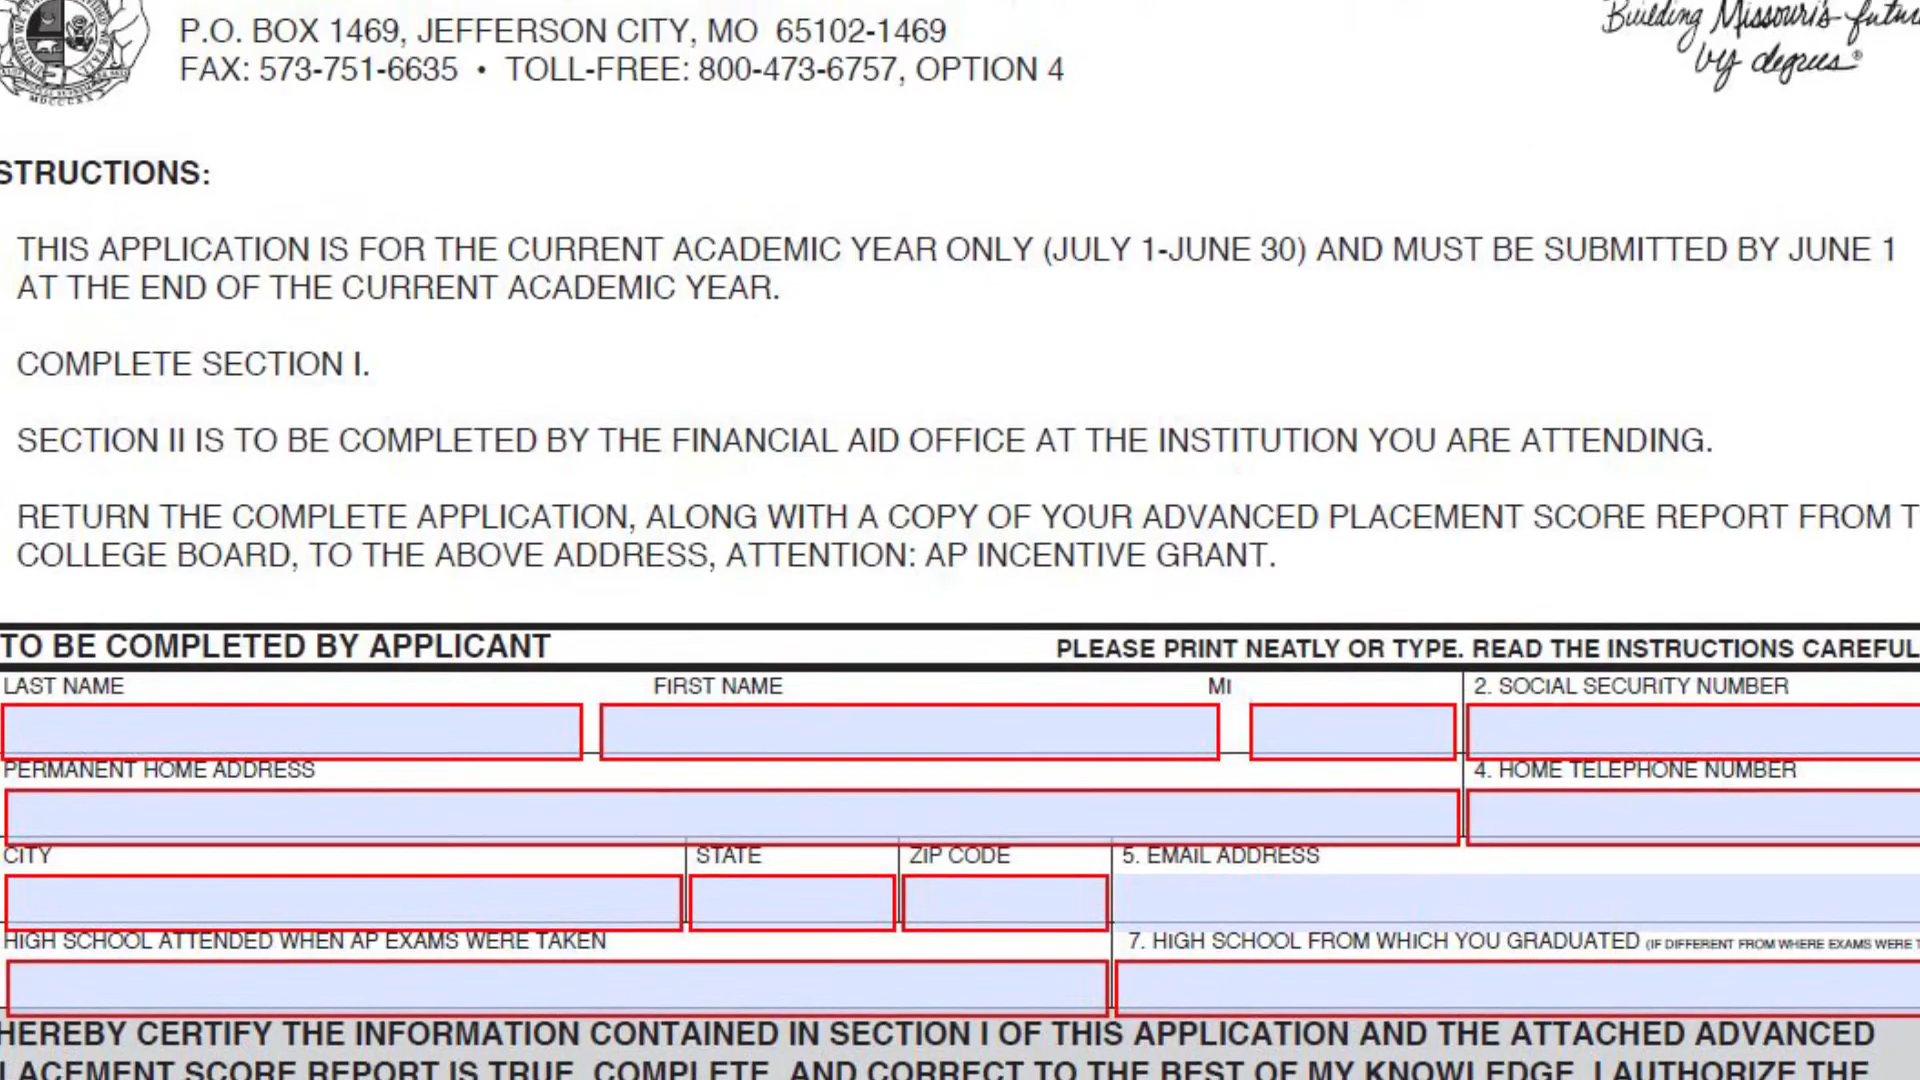 P.O. BOX 1469, JEFFERSON CITY, MO 65102-1469
FAX: 573-751-6635 • TOLL-FREE: 800-473-6757, OPTION 4
Building Missouri's futur
by degrees®
MDCCCXX
STRUCTIONS:
THIS APPLICATION IS FOR THE CURRENT ACADEMIC YEAR ONLY (JULY 1-JUNE 30) AND MUST BE SUBMITTED BY JUNE 1
AT THE END OF THE CURRENT ACADEMIC YEAR.
COMPLETE SECTION I.
SECTION II IS TO BE COMPLETED BY THE FINANCIAL AID OFFICE AT THE INSTITUTION YOU ARE ATTENDING.
RETURN THE COMPLETE APPLICATION, ALONG WITH A COPY OF YOUR ADVANCED PLACEMENT SCORE REPORT FROM T
COLLEGE BOARD, TO THE ABOVE ADDRESS, ATTENTION: AP INCENTIVE GRANT.
TO BE COMPLETED BY APPLICANT PLEASE PRINT NEATLY OR TYPE. READ THE INSTRUCTIONS CAREFUL
LAST NAME FIRST NAME MI 2. SOCIAL SECURITY NUMBER
PERMANENT HOME ADDRESS 4. HOME TELEPHONE NUMBER
CITY STATE ZIP CODE 5. EMAIL ADDRESS
HIGH SCHOOL ATTENDED WHEN AP EXAMS WERE TAKEN 7. HIGH SCHOOL FROM WHICH YOU GRADUATED (IF DIFFERENT FROM WHERE EXAMS WERE T
HEREBY CERTIFY THE INFORMATION CONTAINED IN SECTION I OF THIS APPLICATION AND THE ATTACHED ADVANCED
LACEMENT SCORE REPORT IS TRUE, COMPLETE, AND CORRECT TO THE BEST OF MY KNOWLEDGE. I AUTHORIZE THE